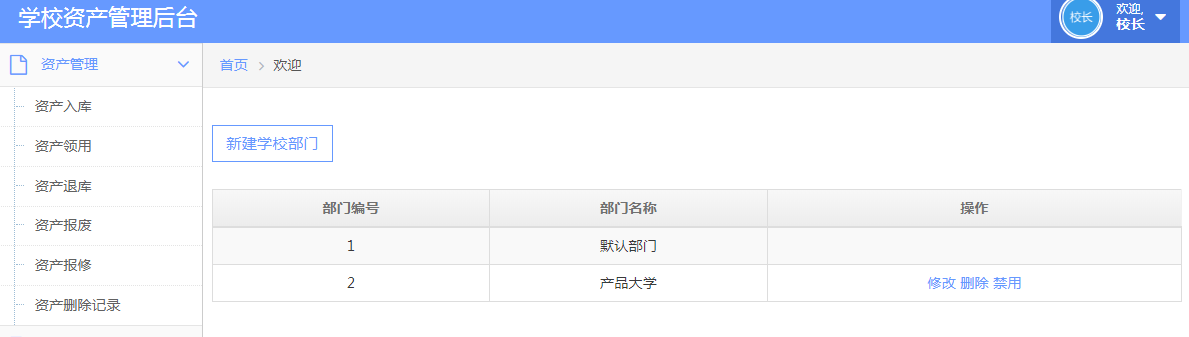 学校资产管理后台
校长
欢迎,
校长
资产管理
首页 > 欢迎
资产入库
资产领用
资产退库
资产报废
资产报修
资产删除记录
新建学校部门
部门编号 部门名称 操作
1 默认部门
2 产品大学 修改 删除 禁用